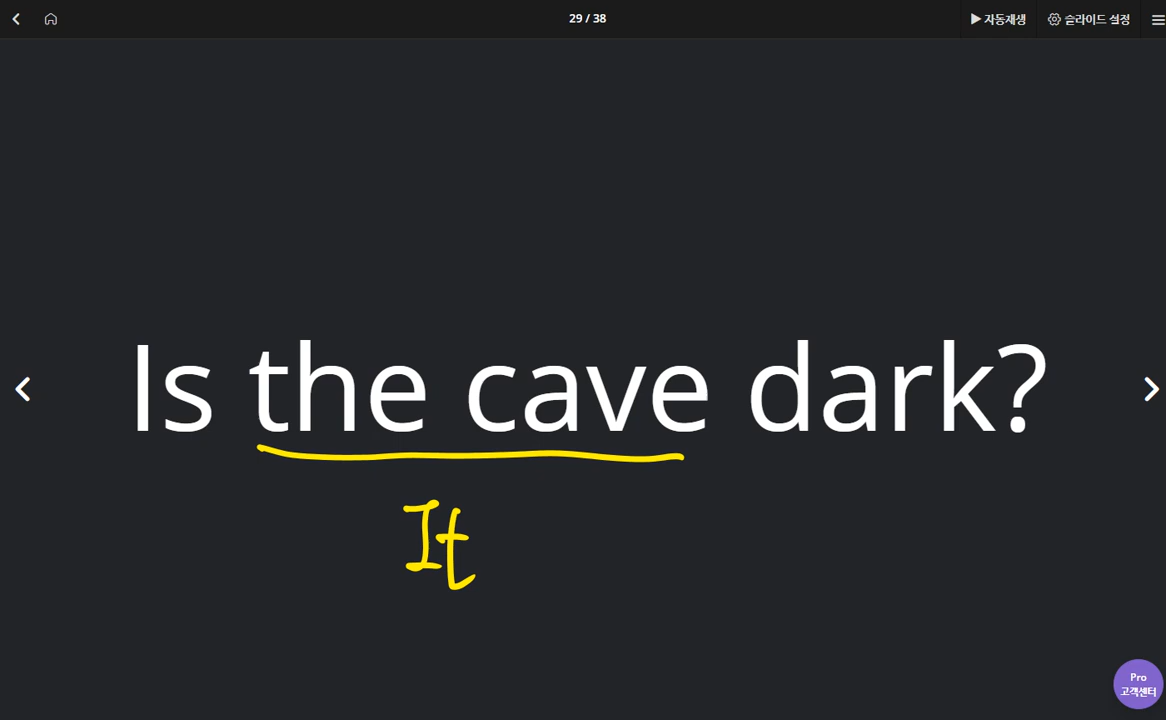 29 / 38
▶ 자동재생
슬라이드 설정
Is the cave dark?
It
Pro
고객센터